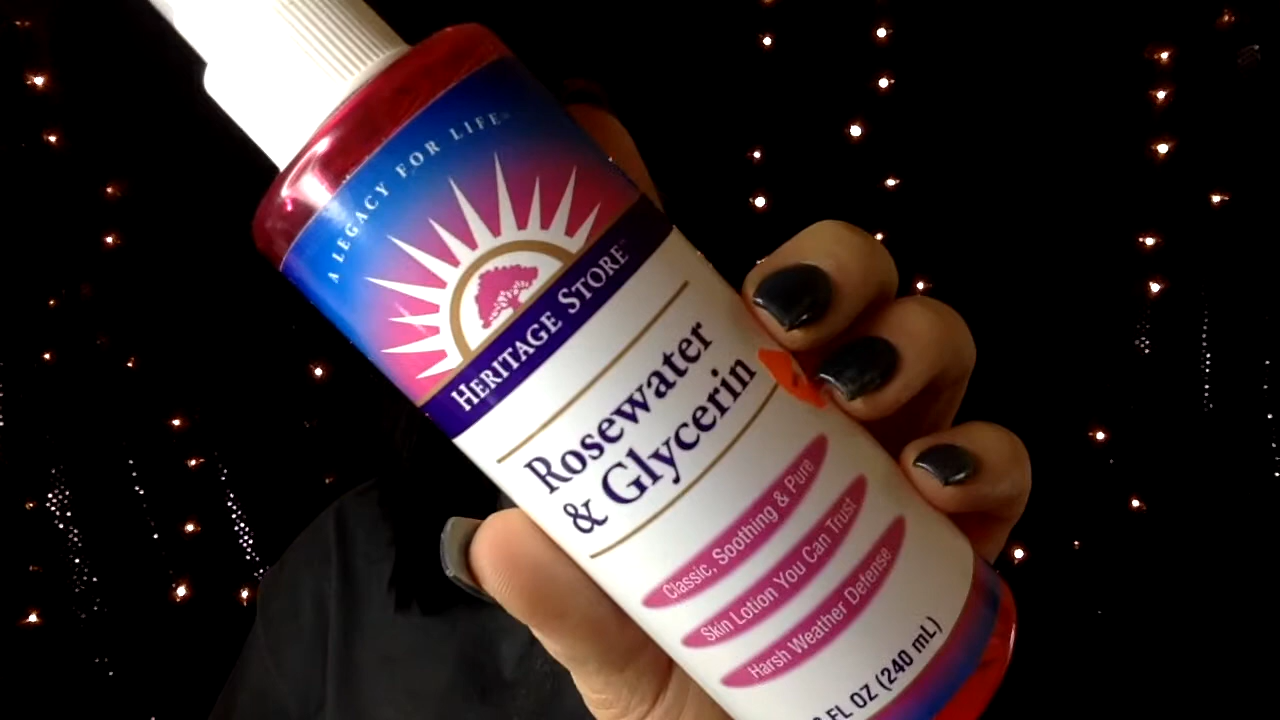 A LEGACY FOR LIFE
HERITAGE STORE™
Rosewater
& Glycerin
Classic, Soothing & Pure
Skin Lotion You Can Trust
Harsh Weather Defense
FL OZ (240 mL)